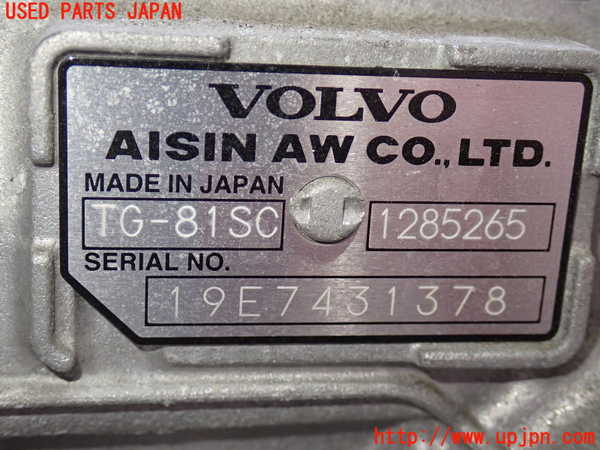 USED PARTS JAPAN
VOLVO
AISIN AW CO., LTD.
MADE IN JAPAN
TG-81SC 1285265
SERIAL NO.
19E7431378
http://www.upjpn.com/